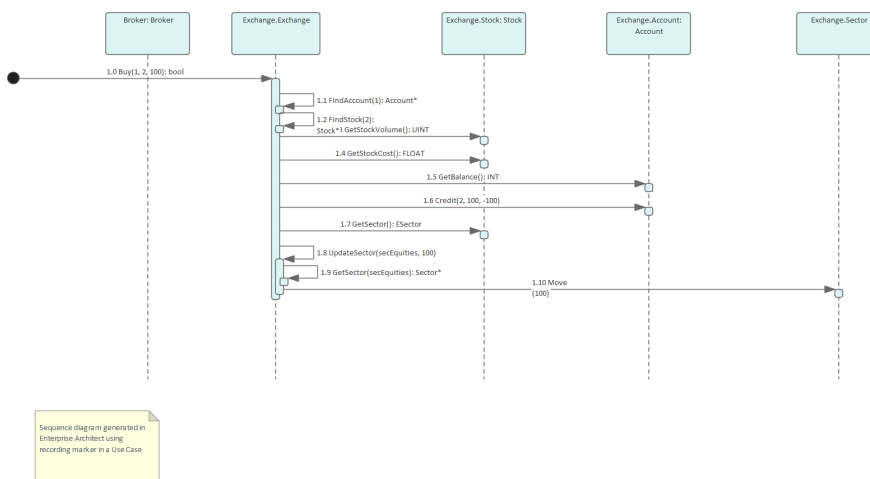 Broker: Broker
Exchange.Exchange
Exchange.Stock: Stock
Exchange.Account:
Account
Exchange.Sector
1.0 Buy(1, 2, 100): bool
1.1 FindAccount(1): Account*
1.2 FindStock(2):
Stock*
GetStockVolume(): UINT
1.4 GetStockCost(): FLOAT
1.5 GetBalance(): INT
1.6 Credit(2, 100, -100)
1.7 GetSector(): ESector
1.8 UpdateSector(secEquities, 100)
1.9 GetSector(secEquities): Sector*
1.10 Move
(100)
Sequence diagram generated in
Enterprise Architect using
recording marker in a Use Case